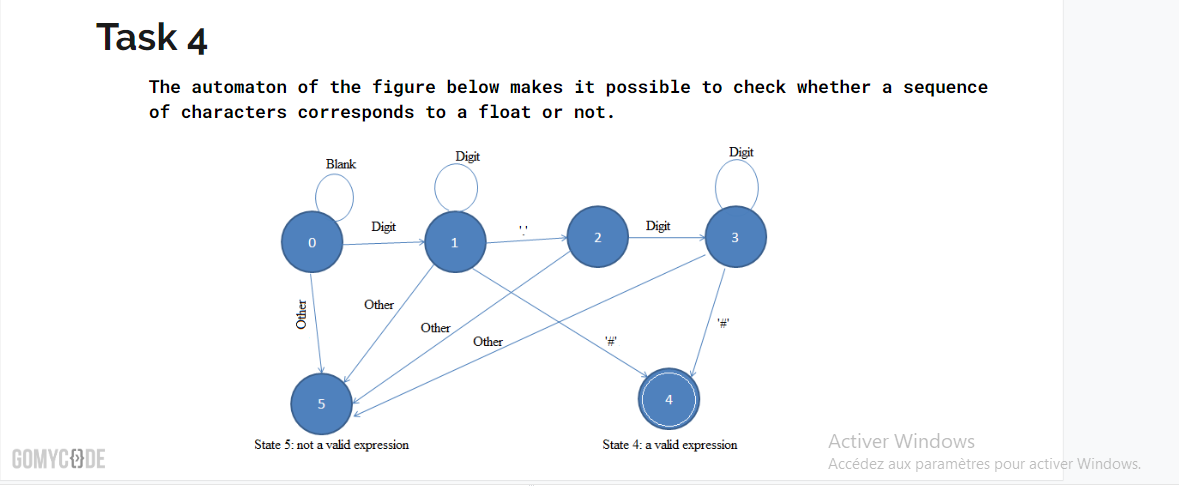 Task 4
The automaton of the figure below makes it possible to check whether a sequence
of characters corresponds to a float or not.
Blank
Digit
Digit
Digit
'.'
Digit
0
1
2
3
Other
Other
Other
Other
'#'
'#'
5
4
State 5: not a valid expression
State 4: a valid expression
GOMYC{}DE
Activer Windows
Accédez aux paramètres pour activer Windows.